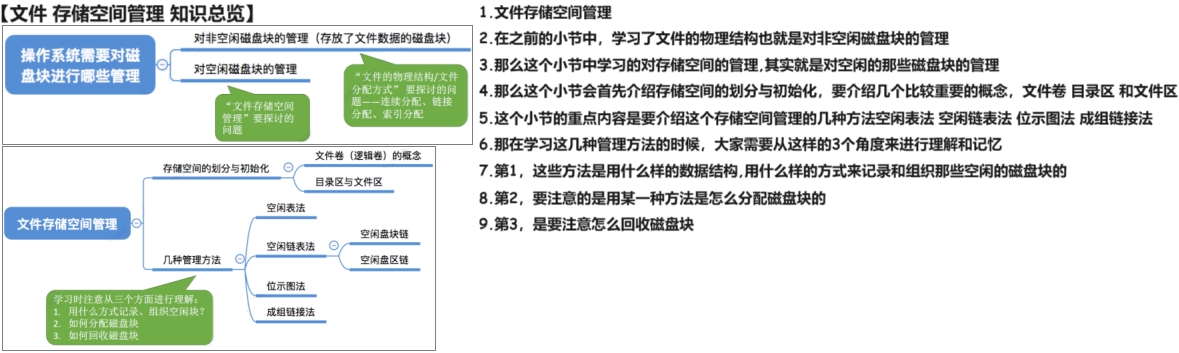 【文件 存储空间管理 知识总览】
操作系统需要对磁
盘块进行哪些管理
对非空闲磁盘块的管理（存放了文件数据的磁盘块）
对空闲磁盘块的管理
“文件存储空间
管理”要探讨的
问题
“文件的物理结构/文件
分配方式”要探讨的问
题——连续分配、链接
分配、索引分配
文件存储空间管理
存储空间的划分与初始化
文件卷（逻辑卷）的概念
目录区与文件区
几种管理方法
空闲表法
空闲链表法
空闲盘块链
空闲盘区链
位示图法
成组链接法
学习时注意从三个方面进行理解：
1. 用什么方式记录、组织空闲块？
2. 如何分配磁盘块
3. 如何回收磁盘块
1.文件存储空间管理
2.在之前的小节中，学习了文件的物理结构也就是对非空闲磁盘块的管理
3.那么这个小节中学习的对存储空间的管理,其实就是对空闲的那些磁盘块的管理
4.那么这个小节会首先介绍存储空间的划分与初始化，要介绍几个比较重要的概念，文件卷 目录区 和文件区
5.这个小节的重点内容是要介绍这个存储空间管理的几种方法空闲表法 空闲链表法 位示图法 成组链接法
6.那在学习这几种管理方法的时候，大家需要从这样的3个角度来进行理解和记忆
7.第1，这些方法是用什么样的数据结构,用什么样的方式来记录和组织那些空闲的磁盘块的
8.第2，要注意的是用某一种方法是怎么分配磁盘块的
9.第3，是要注意怎么回收磁盘块